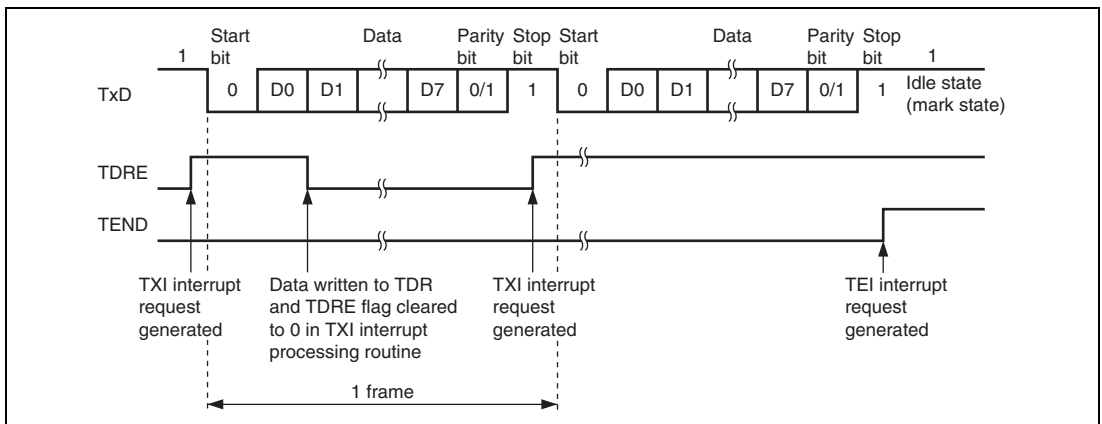 Start bit Data Parity bit Stop bit Start bit Data Parity bit Stop bit
1 1
TxD 0 D0 D1 D7 0/1 1 0 D0 D1 D7 0/1 1 Idle state (mark state)
TDRE
TEND
TXI interrupt request generated
Data written to TDR and TDRE flag cleared to 0 in TXI interrupt processing routine
TXI interrupt request generated
TEI interrupt request generated
1 frame